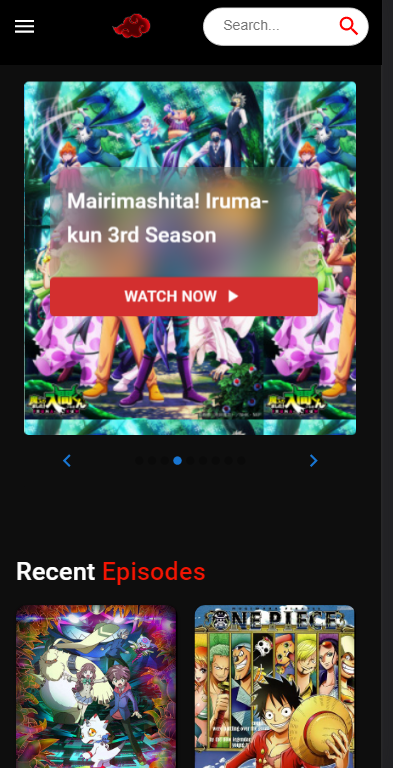 Search...
Mairimashita! Iruma-
kun 3rd Season
WATCH NOW
Recent Episodes
ONE PIECE